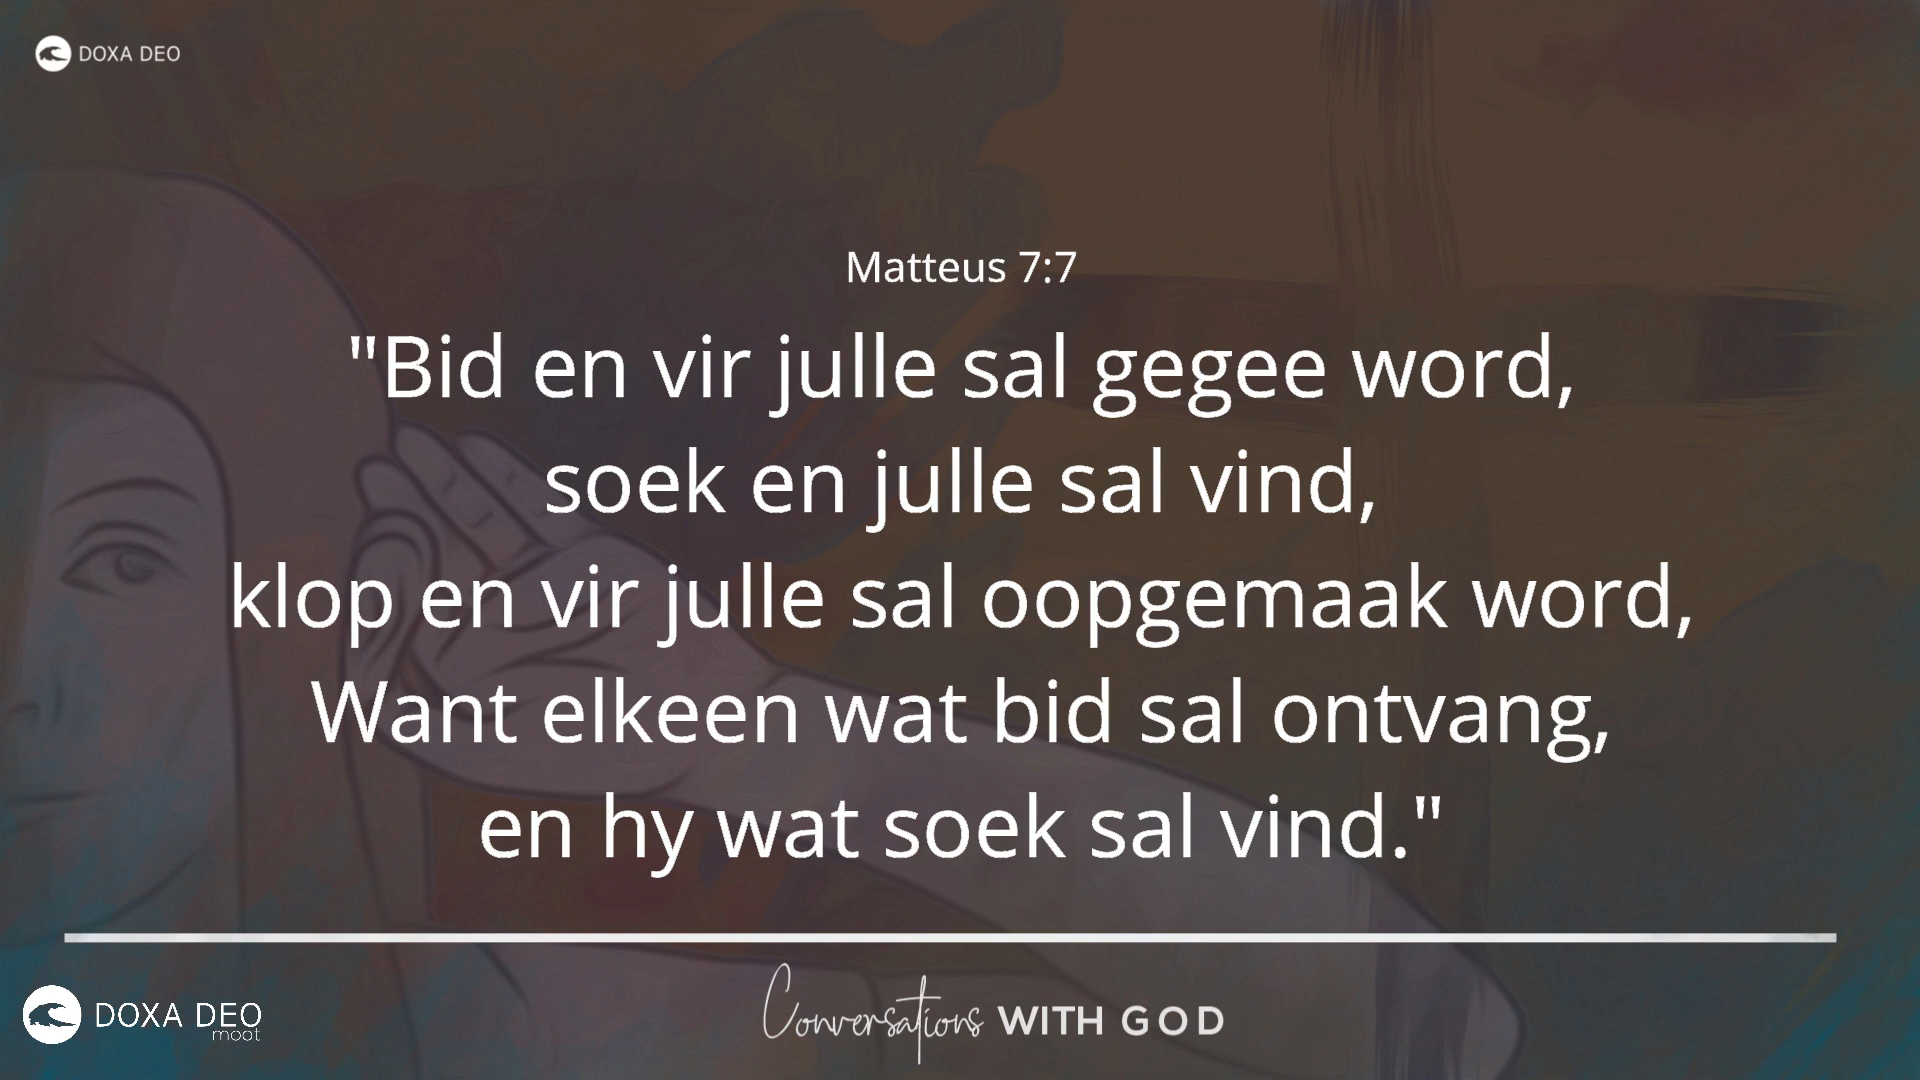 DOXA DEO
Matteus 7:7
"Bid en vir julle sal gegee word,
soek en julle sal vind,
klop en vir julle sal oopgemaak word,
Want elkeen wat bid sal ontvang,
en hy wat soek sal vind."
DOXA DEO
moot
Conversations WITH GOD